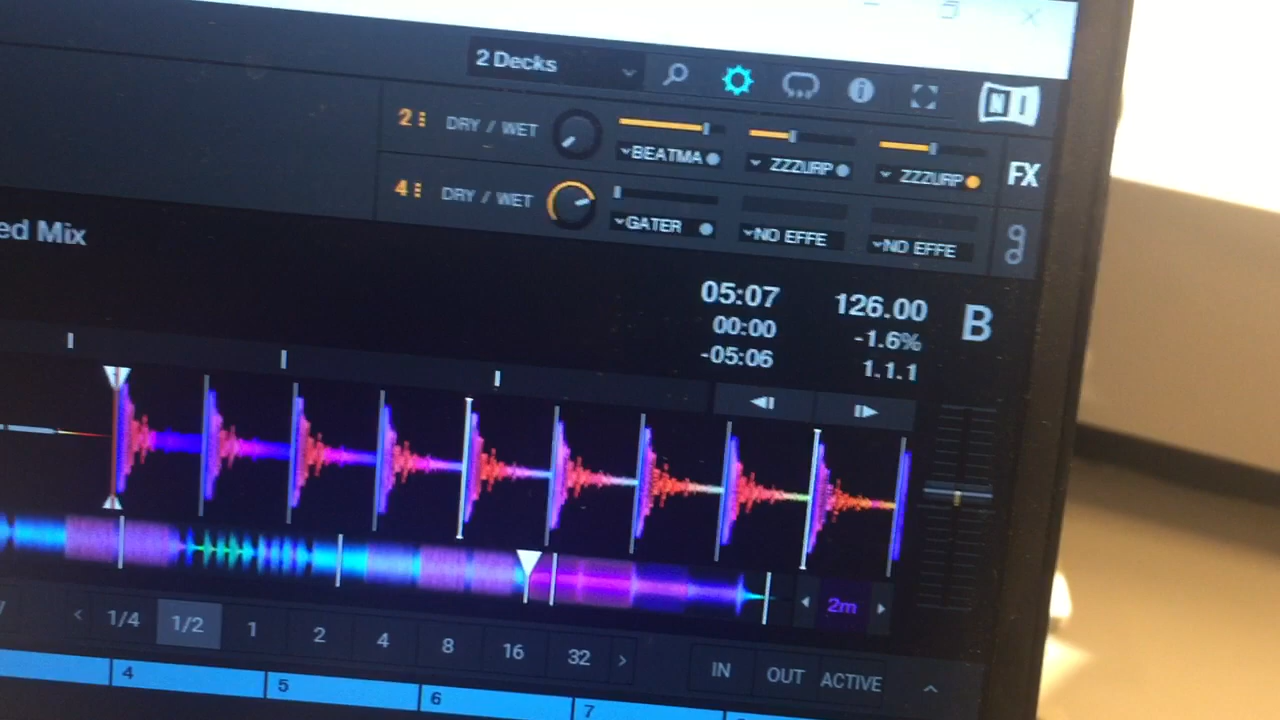 2 Decks
NI
2 DRY / WET BEATMA ZZZURP ZZZURP FX
4 DRY / WET GATER NO EFFE NO EFFE
ed Mix
05:07 126.00 B
00:00 -1.6%
-05:06 1.1.1
2m
< 1/4 1/2 1 2 4 8 16 32 > IN OUT ACTIVE
4 5 6 7